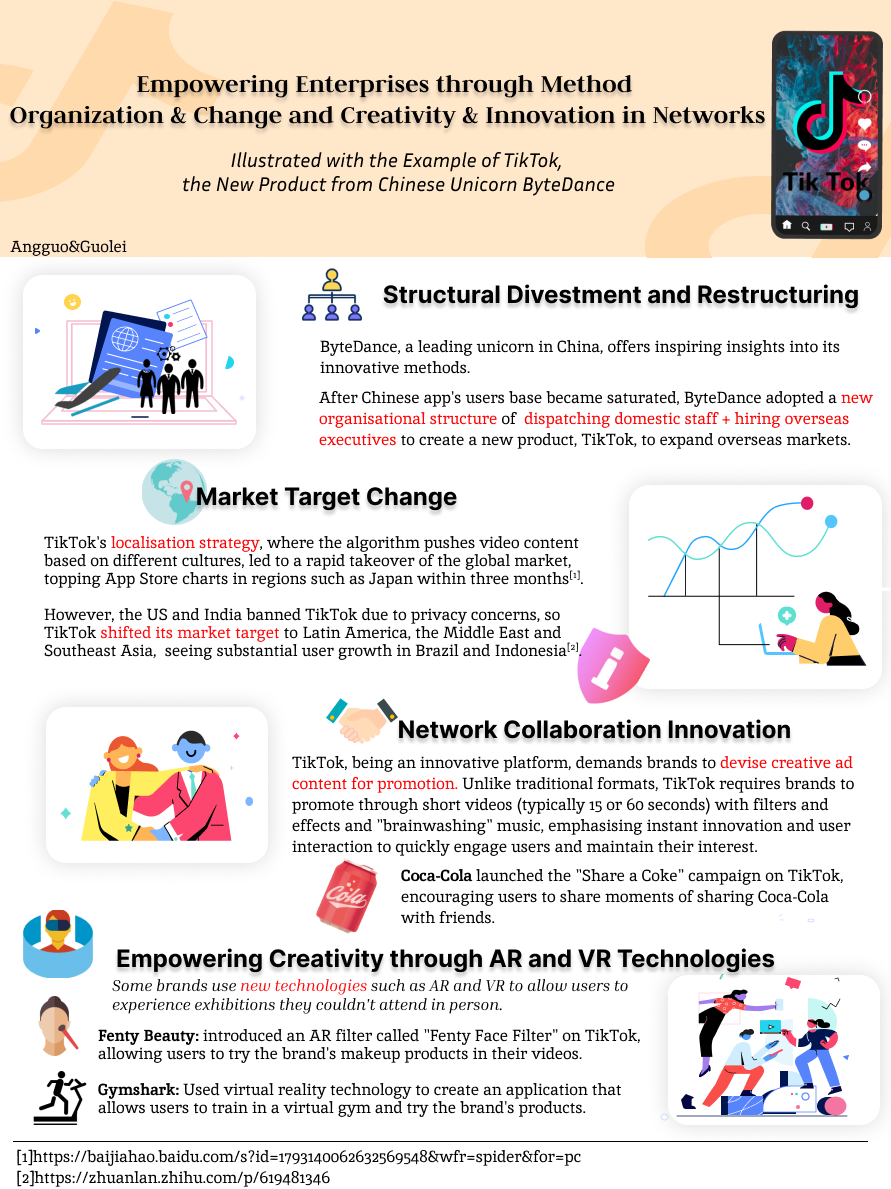 Empowering Enterprises through Method
Organization & Change and Creativity & Innovation in Networks
Illustrated with the Example of TikTok,
the New Product from Chinese Unicorn ByteDance
Tik Tok
Angguo&Guolei
Structural Divestment and Restructuring
ByteDance, a leading unicorn in China, offers inspiring insights into its
innovative methods.
After Chinese app's users base became saturated, ByteDance adopted a new
organisational structure of dispatching domestic staff + hiring overseas
executives to create a new product, TikTok, to expand overseas markets.
Market Target Change
TikTok's localisation strategy, where the algorithm pushes video content
based on different cultures, led to a rapid takeover of the global market,
topping App Store charts in regions such as Japan within three months[1].
However, the US and India banned TikTok due to privacy concerns, so
TikTok shifted its market target to Latin America, the Middle East and
Southeast Asia, seeing substantial user growth in Brazil and Indonesia[2].
Network Collaboration Innovation
TikTok, being an innovative platform, demands brands to devise creative ad
content for promotion. Unlike traditional formats, TikTok requires brands to
promote through short videos (typically 15 or 60 seconds) with filters and
effects and "brainwashing" music, emphasising instant innovation and user
interaction to quickly engage users and maintain their interest.
Cola
Coca-Cola launched the "Share a Coke" campaign on TikTok,
encouraging users to share moments of sharing Coca-Cola
with friends.
Empowering Creativity through AR and VR Technologies
Some brands use new technologies such as AR and VR to allow users to
experience exhibitions they couldn't attend in person.
Fenty Beauty: introduced an AR filter called "Fenty Face Filter" on TikTok,
allowing users to try the brand's makeup products in their videos.
Gymshark: Used virtual reality technology to create an application that
allows users to train in a virtual gym and try the brand's products.
[1]https://baijiahao.baidu.com/s?id=1793140062632569548&wfr=spider&for=pc
[2]https://zhuanlan.zhihu.com/p/619481346